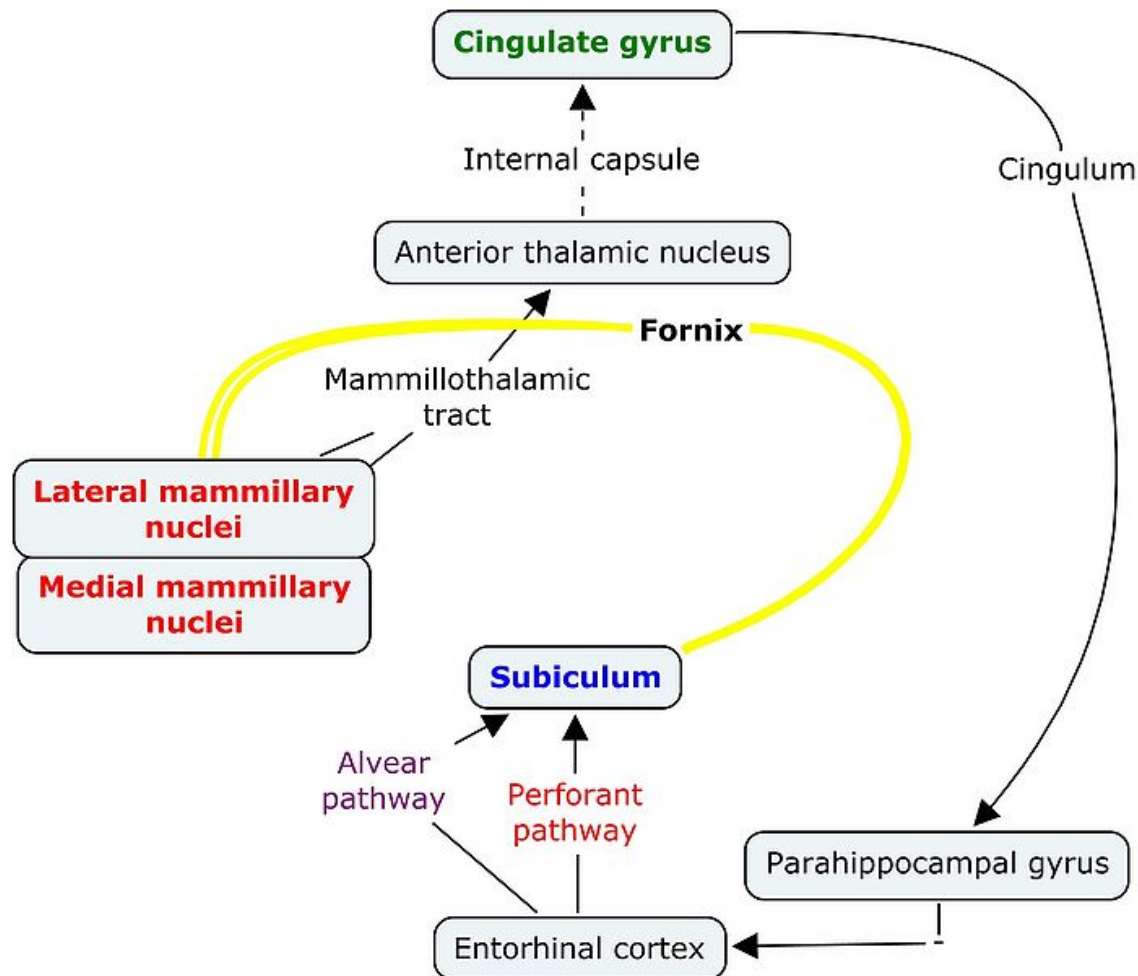 Cingulate gyrus
Internal capsule
Cingulum
Anterior thalamic nucleus
Fornix
Mammillothalamic
tract
Lateral mammillary
nuclei
Medial mammillary
nuclei
Subiculum
Alvear
pathway
Perforant
pathway
Parahippocampal gyrus
Entorhinal cortex